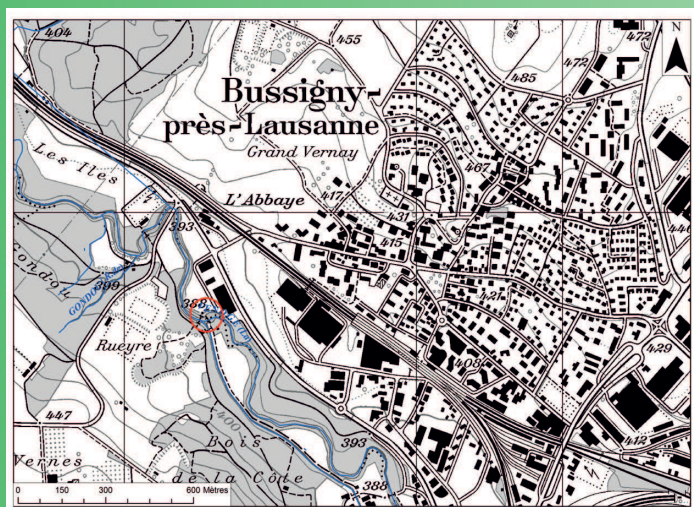 404
455
472
472
N
485
Bussigny-
près-Lausanne
Grand Vernay
467
Les Iles
L'Abbaye
417
431
393
415
399
388
421
Rueyre
429
408
447
400
Bois
393
412
Vernes
de la Côte
388
0 150 300 600 Mètres